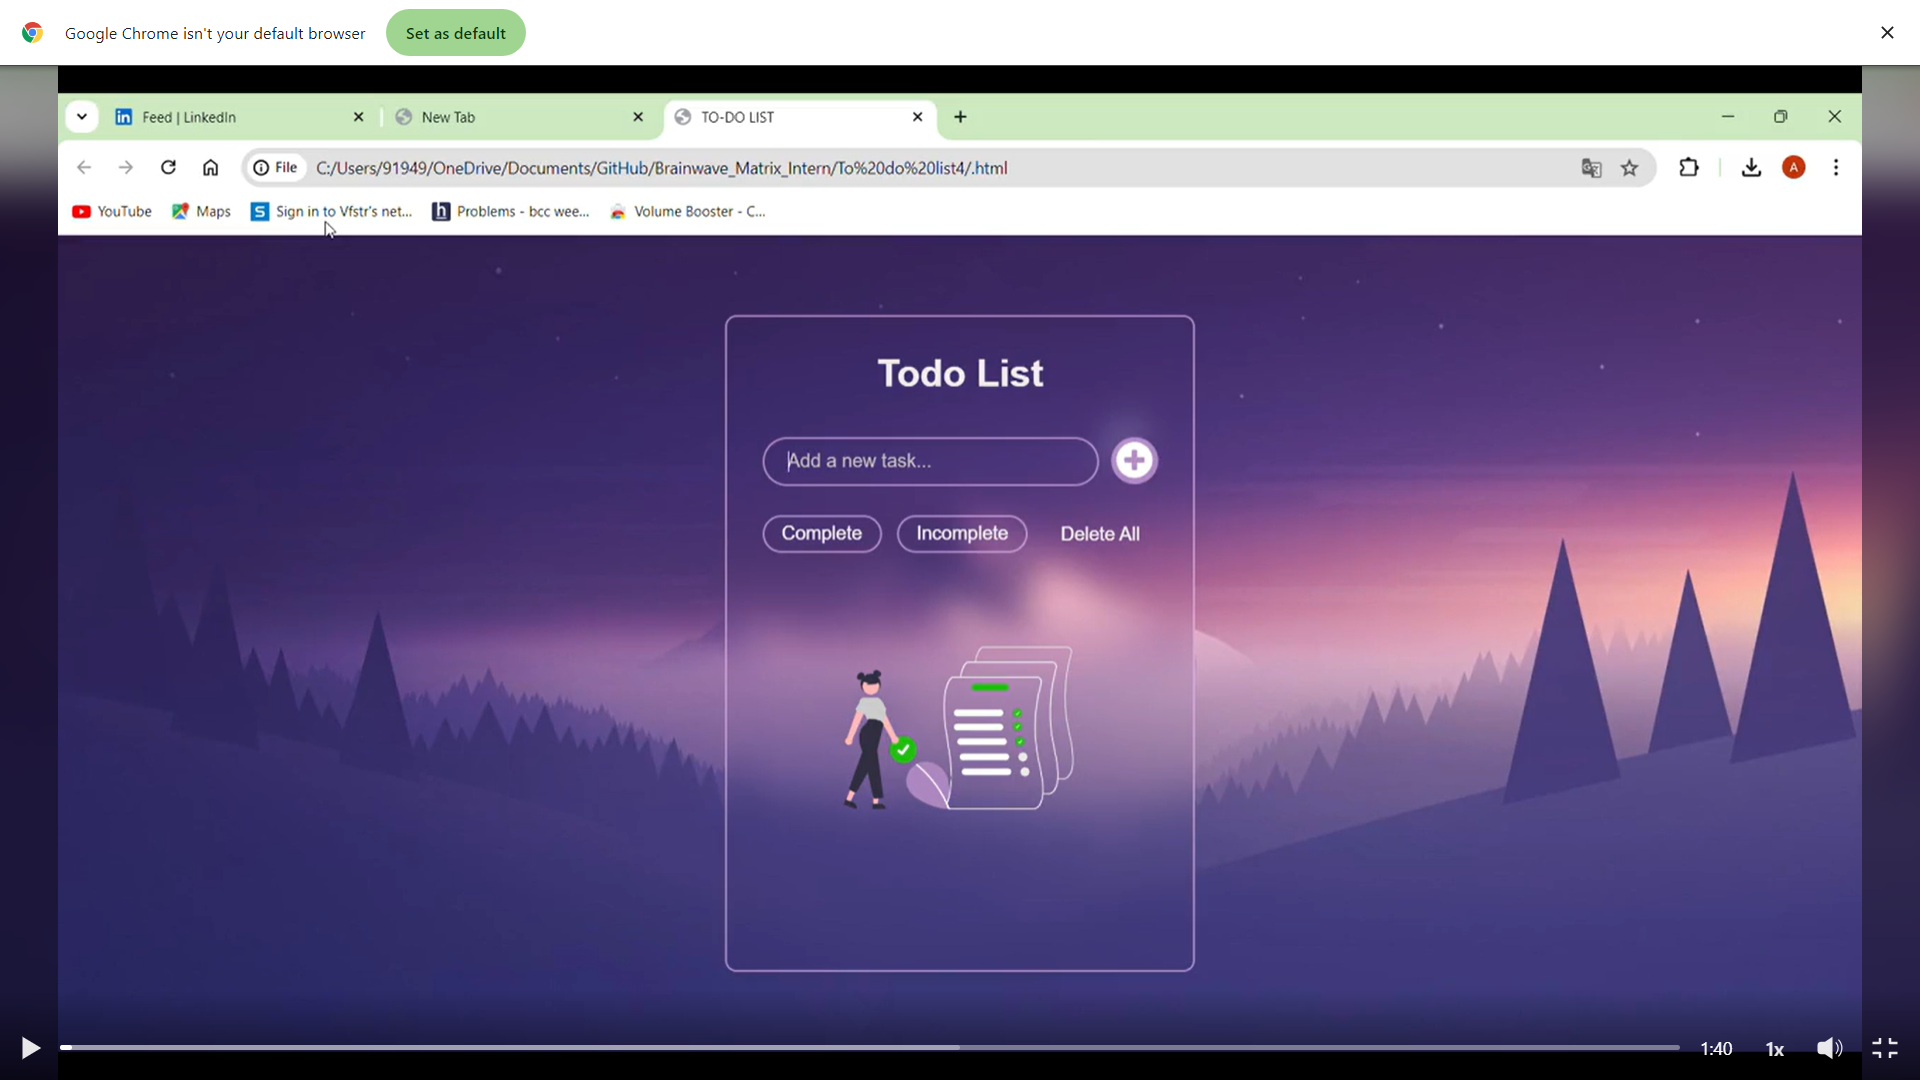 Google Chrome isn't your default browser Set as default
Feed | LinkedIn New Tab TO-DO LIST
File C:/Users/91949/OneDrive/Documents/GitHub/Brainwave_Matrix_Intern/To%20do%20list4/.html A
YouTube Maps S Sign in to Vfstr's net... h Problems - bcc wee... Volume Booster - C...
Todo List
Add a new task...
Complete Incomplete Delete All
1:40 1x